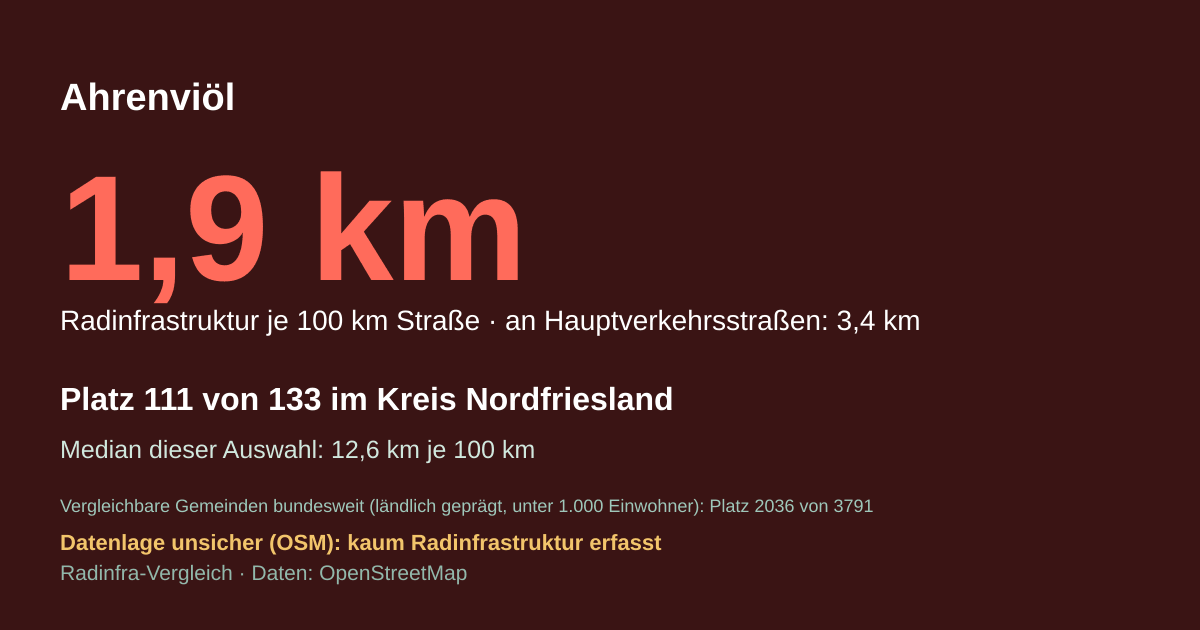 Ahrenviöl
1,9 km
Radinfrastruktur je 100 km Straße · an Hauptverkehrsstraßen: 3,4 km
Platz 111 von 133 im Kreis Nordfriesland
Median dieser Auswahl: 12,6 km je 100 km
Vergleichbare Gemeinden bundesweit (ländlich geprägt, unter 1.000 Einwohner): Platz 2036 von 3791
Datenlage unsicher (OSM): kaum Radinfrastruktur erfasst
Radinfra-Vergleich · Daten: OpenStreetMap